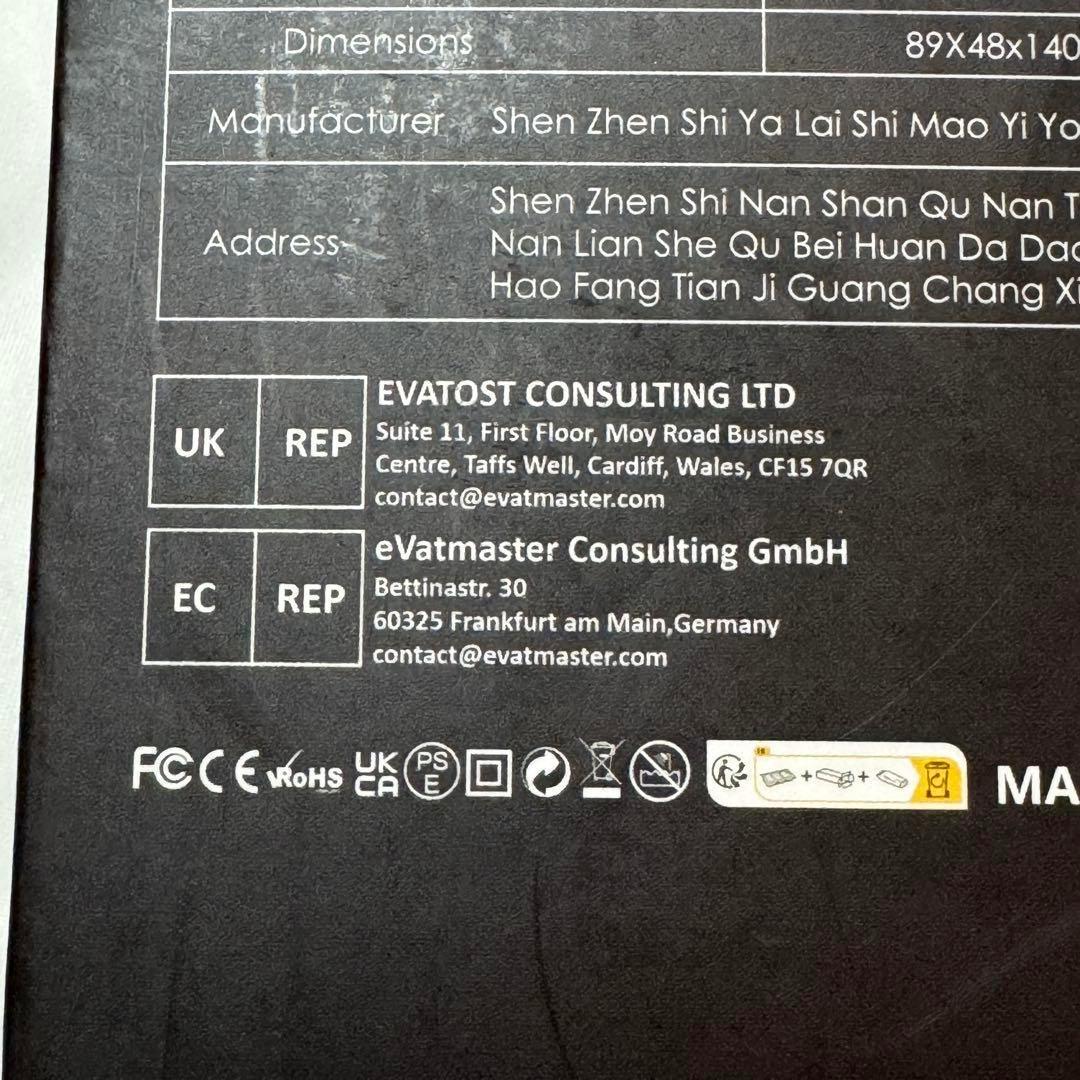 Dimensions 89X48x140
Manufacturer Shen Zhen Shi Ya Lai Shi Mao Yi Yo
Address Shen Zhen Shi Nan Shan Qu Nan T
Nan Lian She Qu Bei Huan Da Dao
Hao Fang Tian Ji Guang Chang Xi
UK REP EVATOST CONSULTING LTD
Suite 11, First Floor, Moy Road Business
Centre, Taffs Well, Cardiff, Wales, CF15 7QR
contact@evatmaster.com
EC REP eVatmaster Consulting GmbH
Bettinastr. 30
60325 Frankfurt am Main,Germany
contact@evatmaster.com
FC CE RoHS UK CA PS E MA